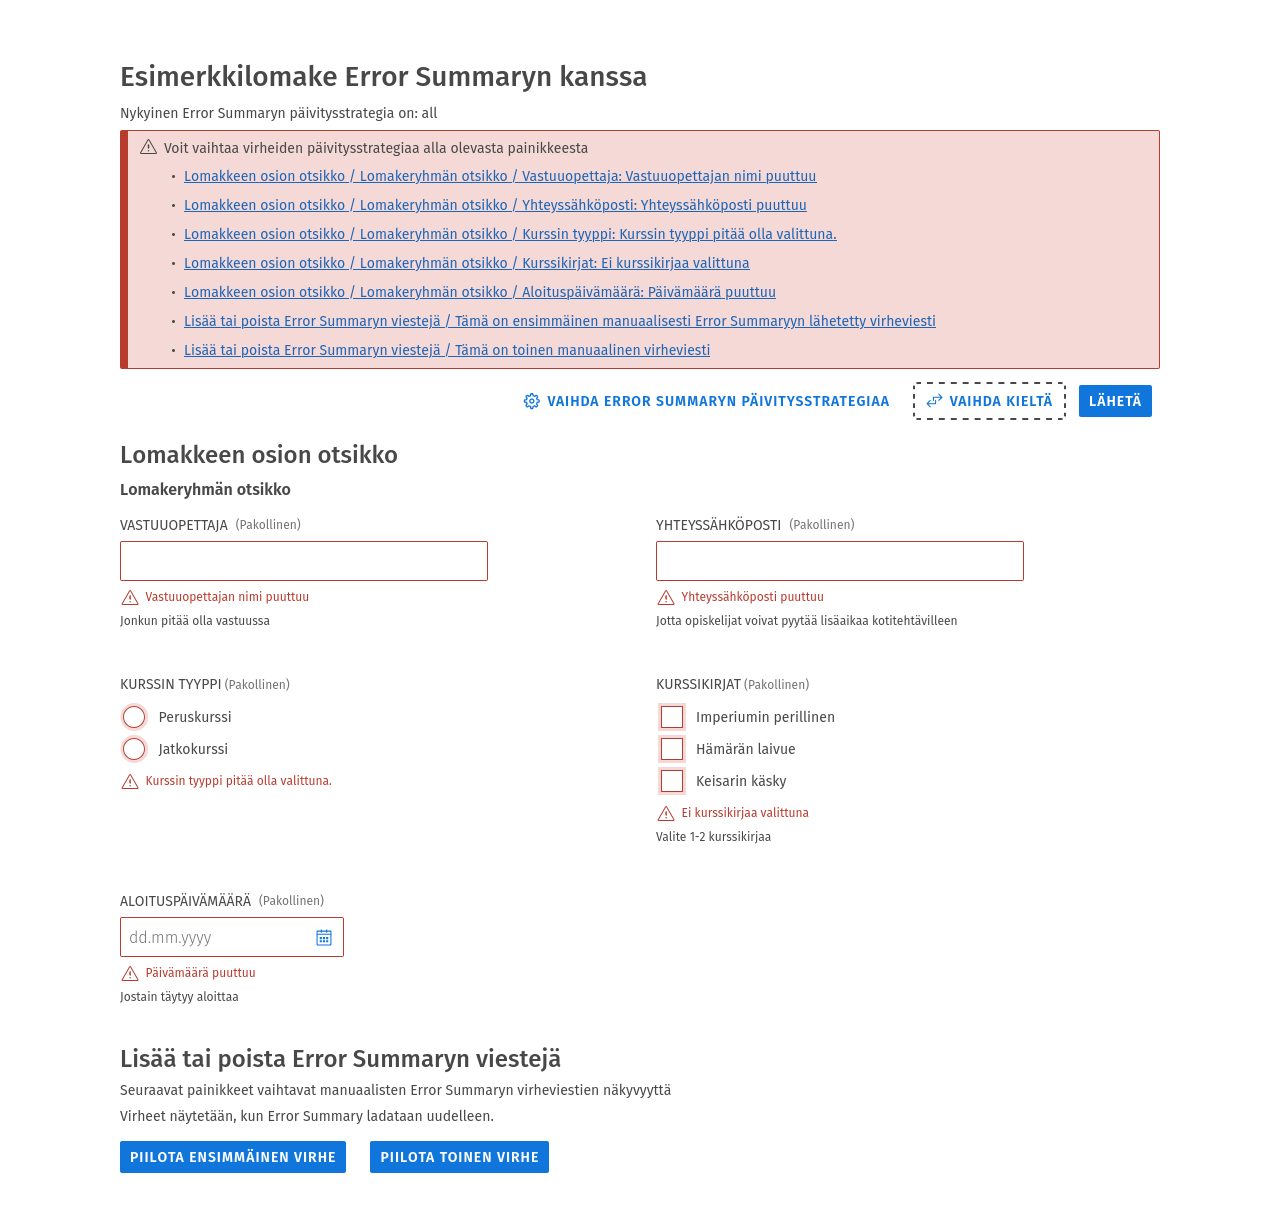 Esimerkkilomake Error Summaryn kanssa
Nykyinen Error Summaryn päivitysstrategia on: all
Voit vaihtaa virheiden päivitysstrategiaa alla olevasta painikkeesta
• Lomakkeen osion otsikko / Lomakeryhmän otsikko / Vastuuopettaja: Vastuuopettajan nimi puuttuu
• Lomakkeen osion otsikko / Lomakeryhmän otsikko / Yhteyssähköposti: Yhteyssähköposti puuttuu
• Lomakkeen osion otsikko / Lomakeryhmän otsikko / Kurssin tyyppi: Kurssin tyyppi pitää olla valittuna.
• Lomakkeen osion otsikko / Lomakeryhmän otsikko / Kurssikirjat: Ei kurssikirjaa valittuna
• Lomakkeen osion otsikko / Lomakeryhmän otsikko / Aloituspäivämäärä: Päivämäärä puuttuu
• Lisää tai poista Error Summaryn viestejä / Tämä on ensimmäinen manuaalisesti Error Summaryyn lähetetty virheviesti
• Lisää tai poista Error Summaryn viestejä / Tämä on toinen manuaalinen virheviesti
VAIHDA ERROR SUMMARYN PÄIVITYSSTRATEGIAA VAIHDA KIELTÄ LÄHETÄ
Lomakkeen osion otsikko
Lomakeryhmän otsikko
VASTUUOPETTAJA (Pakollinen)
Vastuuopettajan nimi puuttuu
Jonkun pitää olla vastuussa
YHTEYSSÄHKÖPOSTI (Pakollinen)
Yhteyssähköposti puuttuu
Jotta opiskelijat voivat pyytää lisäaikaa kotitehtävilleen
KURSSIN TYYPPI (Pakollinen)
Peruskurssi
Jatkokurssi
Kurssin tyyppi pitää olla valittuna.
KURSSIKIRJAT (Pakollinen)
Imperiumin perillinen
Hämärän laivue
Keisarin käsky
Ei kurssikirjaa valittuna
Valite 1-2 kurssikirjaa
ALOITUSPÄIVÄMÄÄRÄ (Pakollinen)
dd.mm.yyyy
Päivämäärä puuttuu
Jostain täytyy aloittaa
Lisää tai poista Error Summaryn viestejä
Seuraavat painikkeet vaihtavat manuaalisten Error Summaryn virheviestien näkyvyyttä
Virheet näytetään, kun Error Summary ladataan uudelleen.
PIILOTA ENSIMMÄINEN VIRHE PIILOTA TOINEN VIRHE